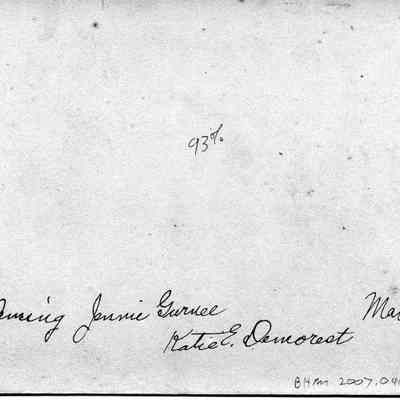 93%
Jennie Gurnee
Katie E. Demorest
BHM 2007.04